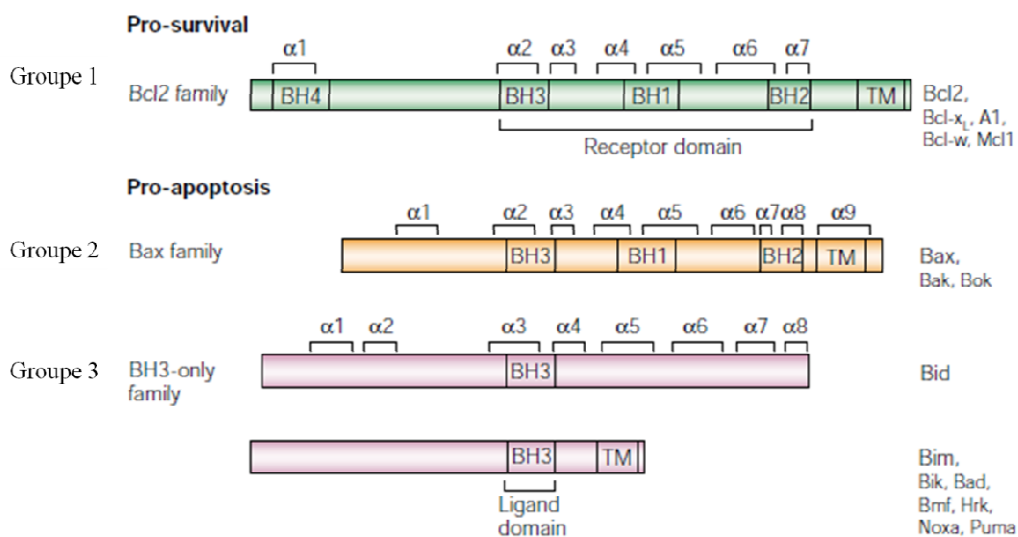 Pro-survival
α1 α2 α3 α4 α5 α6 α7
Groupe 1
Bcl2 family
BH4 BH3 BH1 BH2 TM
Bcl2,
Bcl-xL, A1,
Bcl-w, Mcl1
Receptor domain
Pro-apoptosis
α1 α2 α3 α4 α5 α6 α7 α8 α9
Groupe 2
Bax family
BH3 BH1 BH2 TM
Bax,
Bak, Bok
α1 α2 α3 α4 α5 α6 α7 α8
Groupe 3
BH3-only
family
BH3
Bid
BH3 TM
Bim,
Bik, Bad,
Bmf, Hrk,
Noxa, Puma
Ligand
domain